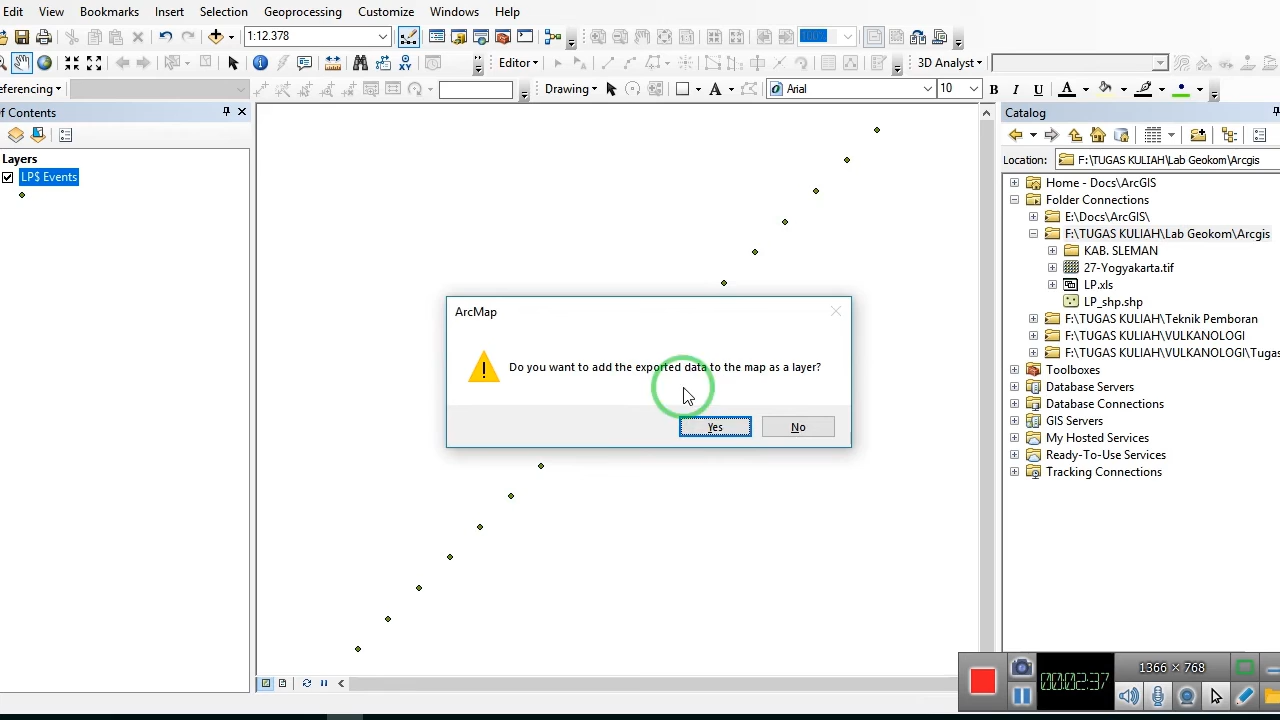 Edit View Bookmarks Insert Selection Geoprocessing Customize Windows Help
1:12.378
100%
Editor
3D Analyst
Drawing
A
Arial
10
B I U A
f Contents
Layers
LP$ Events
Catalog
Location: F:\TUGAS KULIAH\Lab Geokom\Arcgis
Home - Docs\ArcGIS
Folder Connections
E:\Docs\ArcGIS\
F:\TUGAS KULIAH\Lab Geokom\Arcgis
KAB. SLEMAN
27-Yogyakarta.tif
LP.xls
LP_shp.shp
F:\TUGAS KULIAH\Teknik Pemboran
F:\TUGAS KULIAH\VULKANOLOGI
F:\TUGAS KULIAH\VULKANOLOGI\Tugas
Toolboxes
Database Servers
Database Connections
GIS Servers
My Hosted Services
Ready-To-Use Services
Tracking Connections
ArcMap
Do you want to add the exported data to the map as a layer?
Yes No
00:02:37
1366 × 768